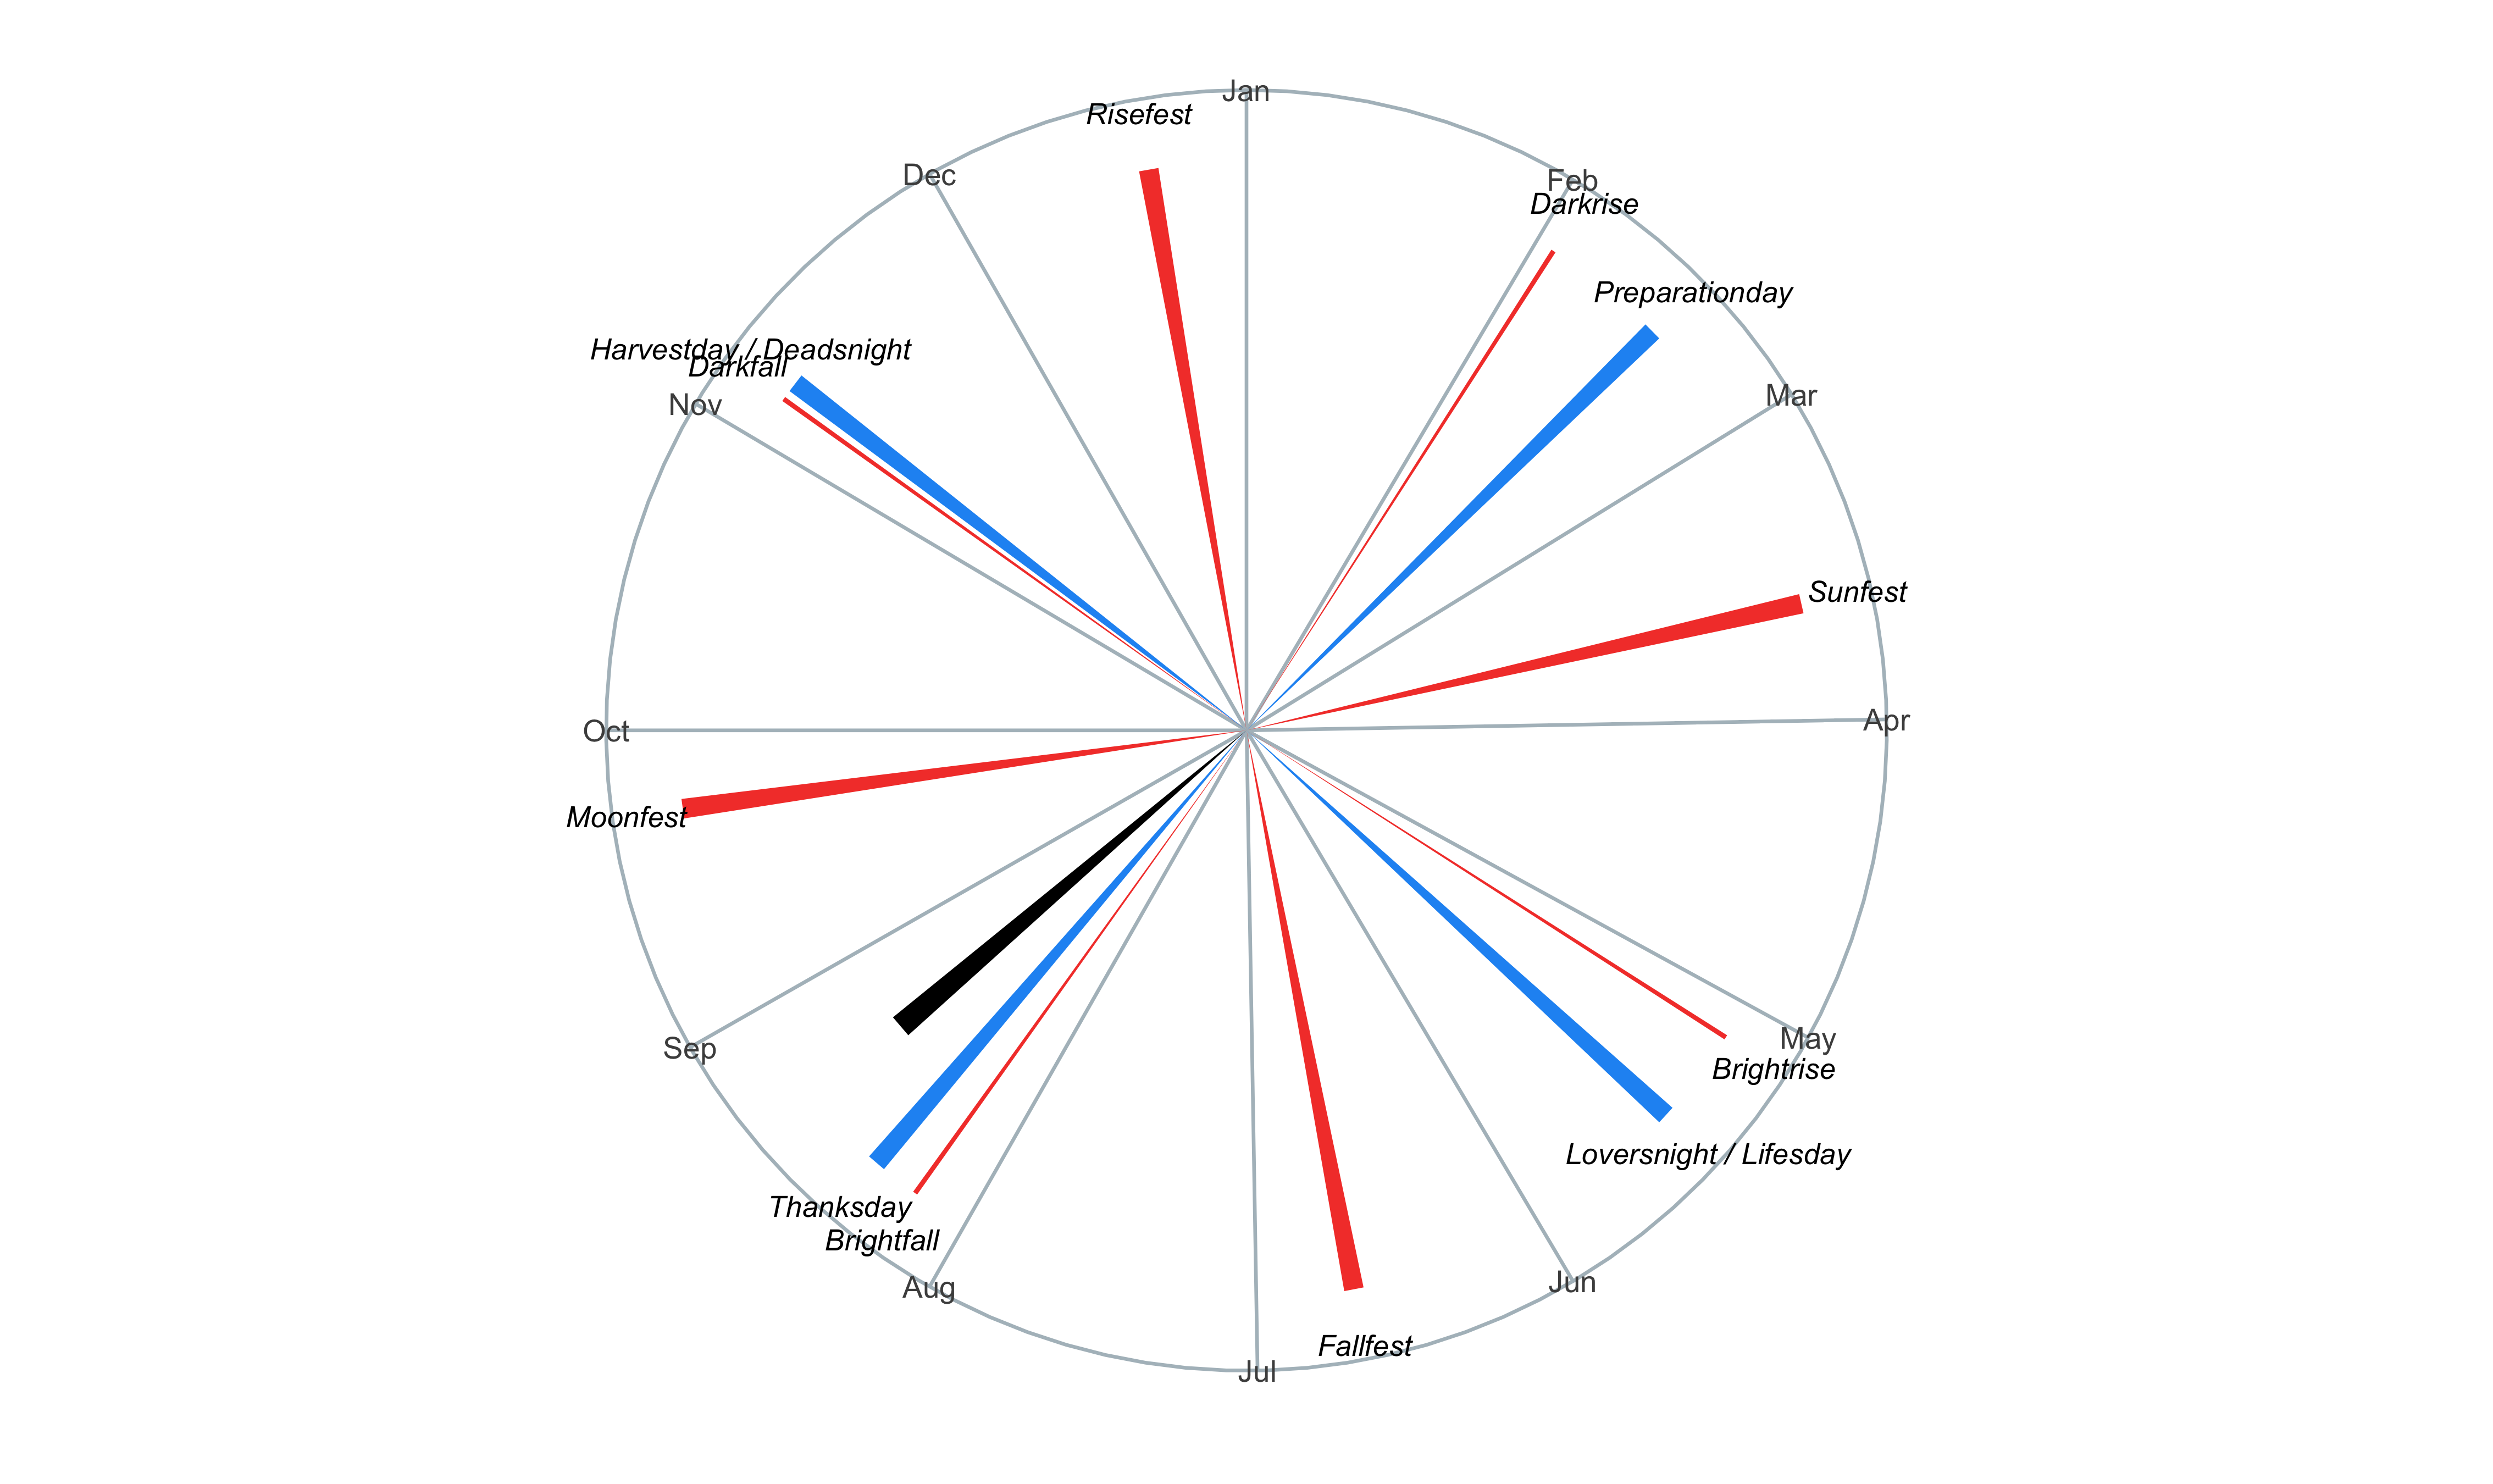 Jan
Risefest
Dec
Feb
Darkrise
Preparationday
Harvestday / Deadsnight
Darkfall
Nov
Mar
Sunfest
Oct
Apr
Moonfest
Sep
May
Brightrise
Loversnight / Lifesday
Thanksday
Brightfall
Aug
Jun
Fallfest
Jul